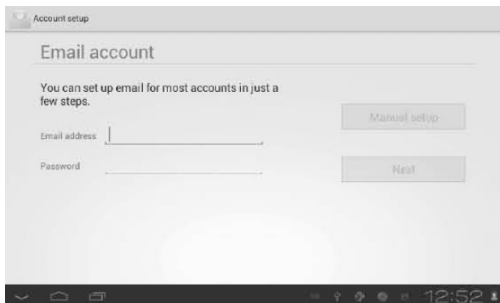 Account setup
Email account
You can set up email for most accounts in just a
few steps.
Manual setup
Email address
Password
Next
12:52